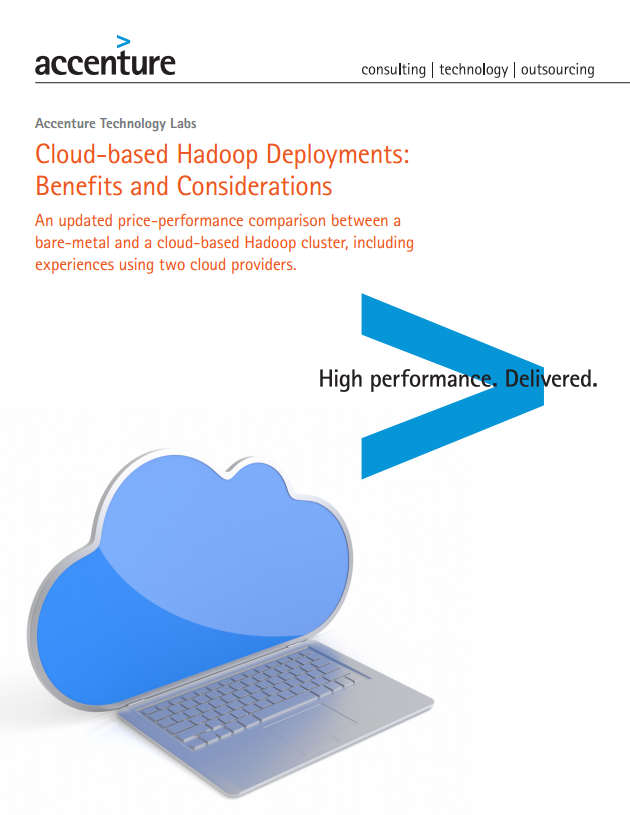 accenture
consulting | technology | outsourcing
Accenture Technology Labs
Cloud-based Hadoop Deployments:
Benefits and Considerations
An updated price-performance comparison between a
bare-metal and a cloud-based Hadoop cluster, including
experiences using two cloud providers.
High performance. Delivered.